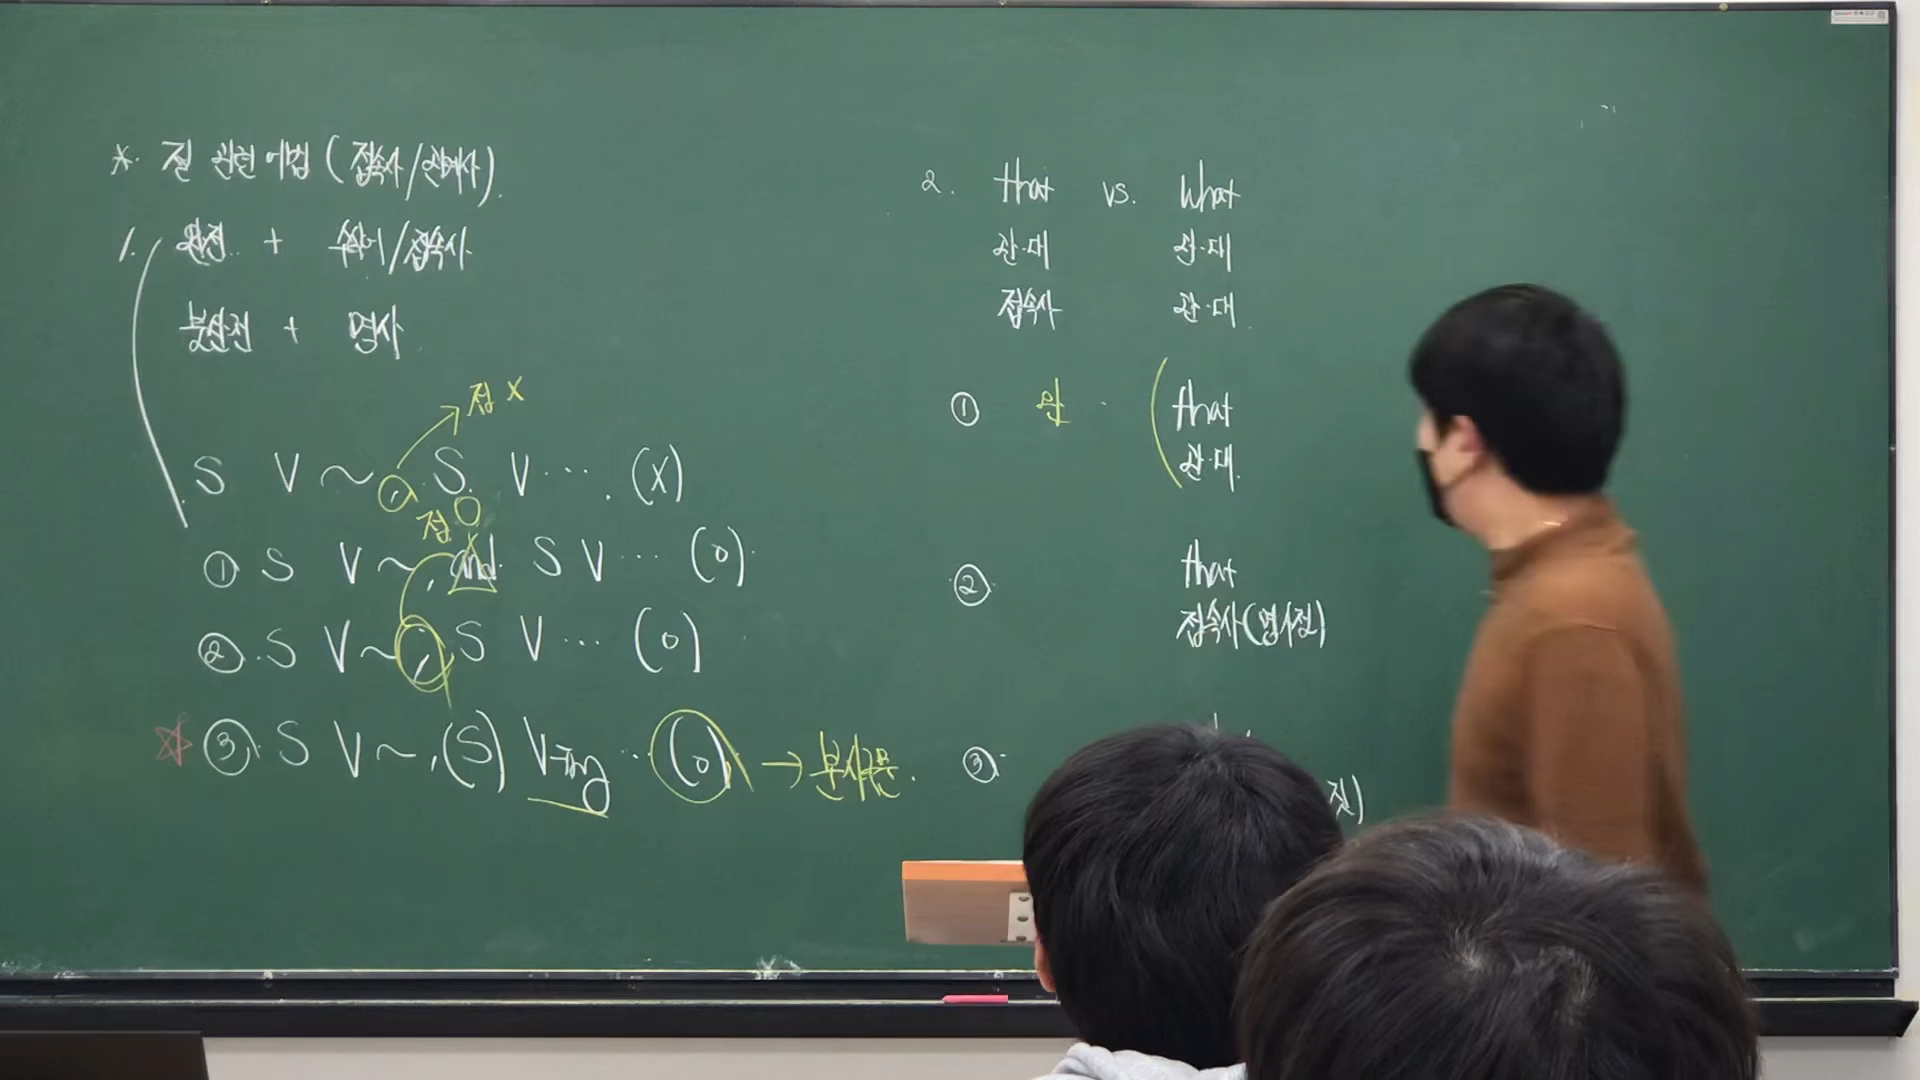 * 절 관련 어법 (접속사/관계사).
1. 완전 + 수식어/접속사
불완전 + 명사
접 X
S V ~ , S V ... . (X)
접 O
① S V ~ , and S V ... (O).
② S V ~ ; S V ... (O)
☆ ③ S V ~ , (S) V-ing ... (O) → 분사구문.
2. that vs. what
관·대 관·대
접속사 관·대.
① 완 · that
관·대.
② that
접속사(명사절)
③